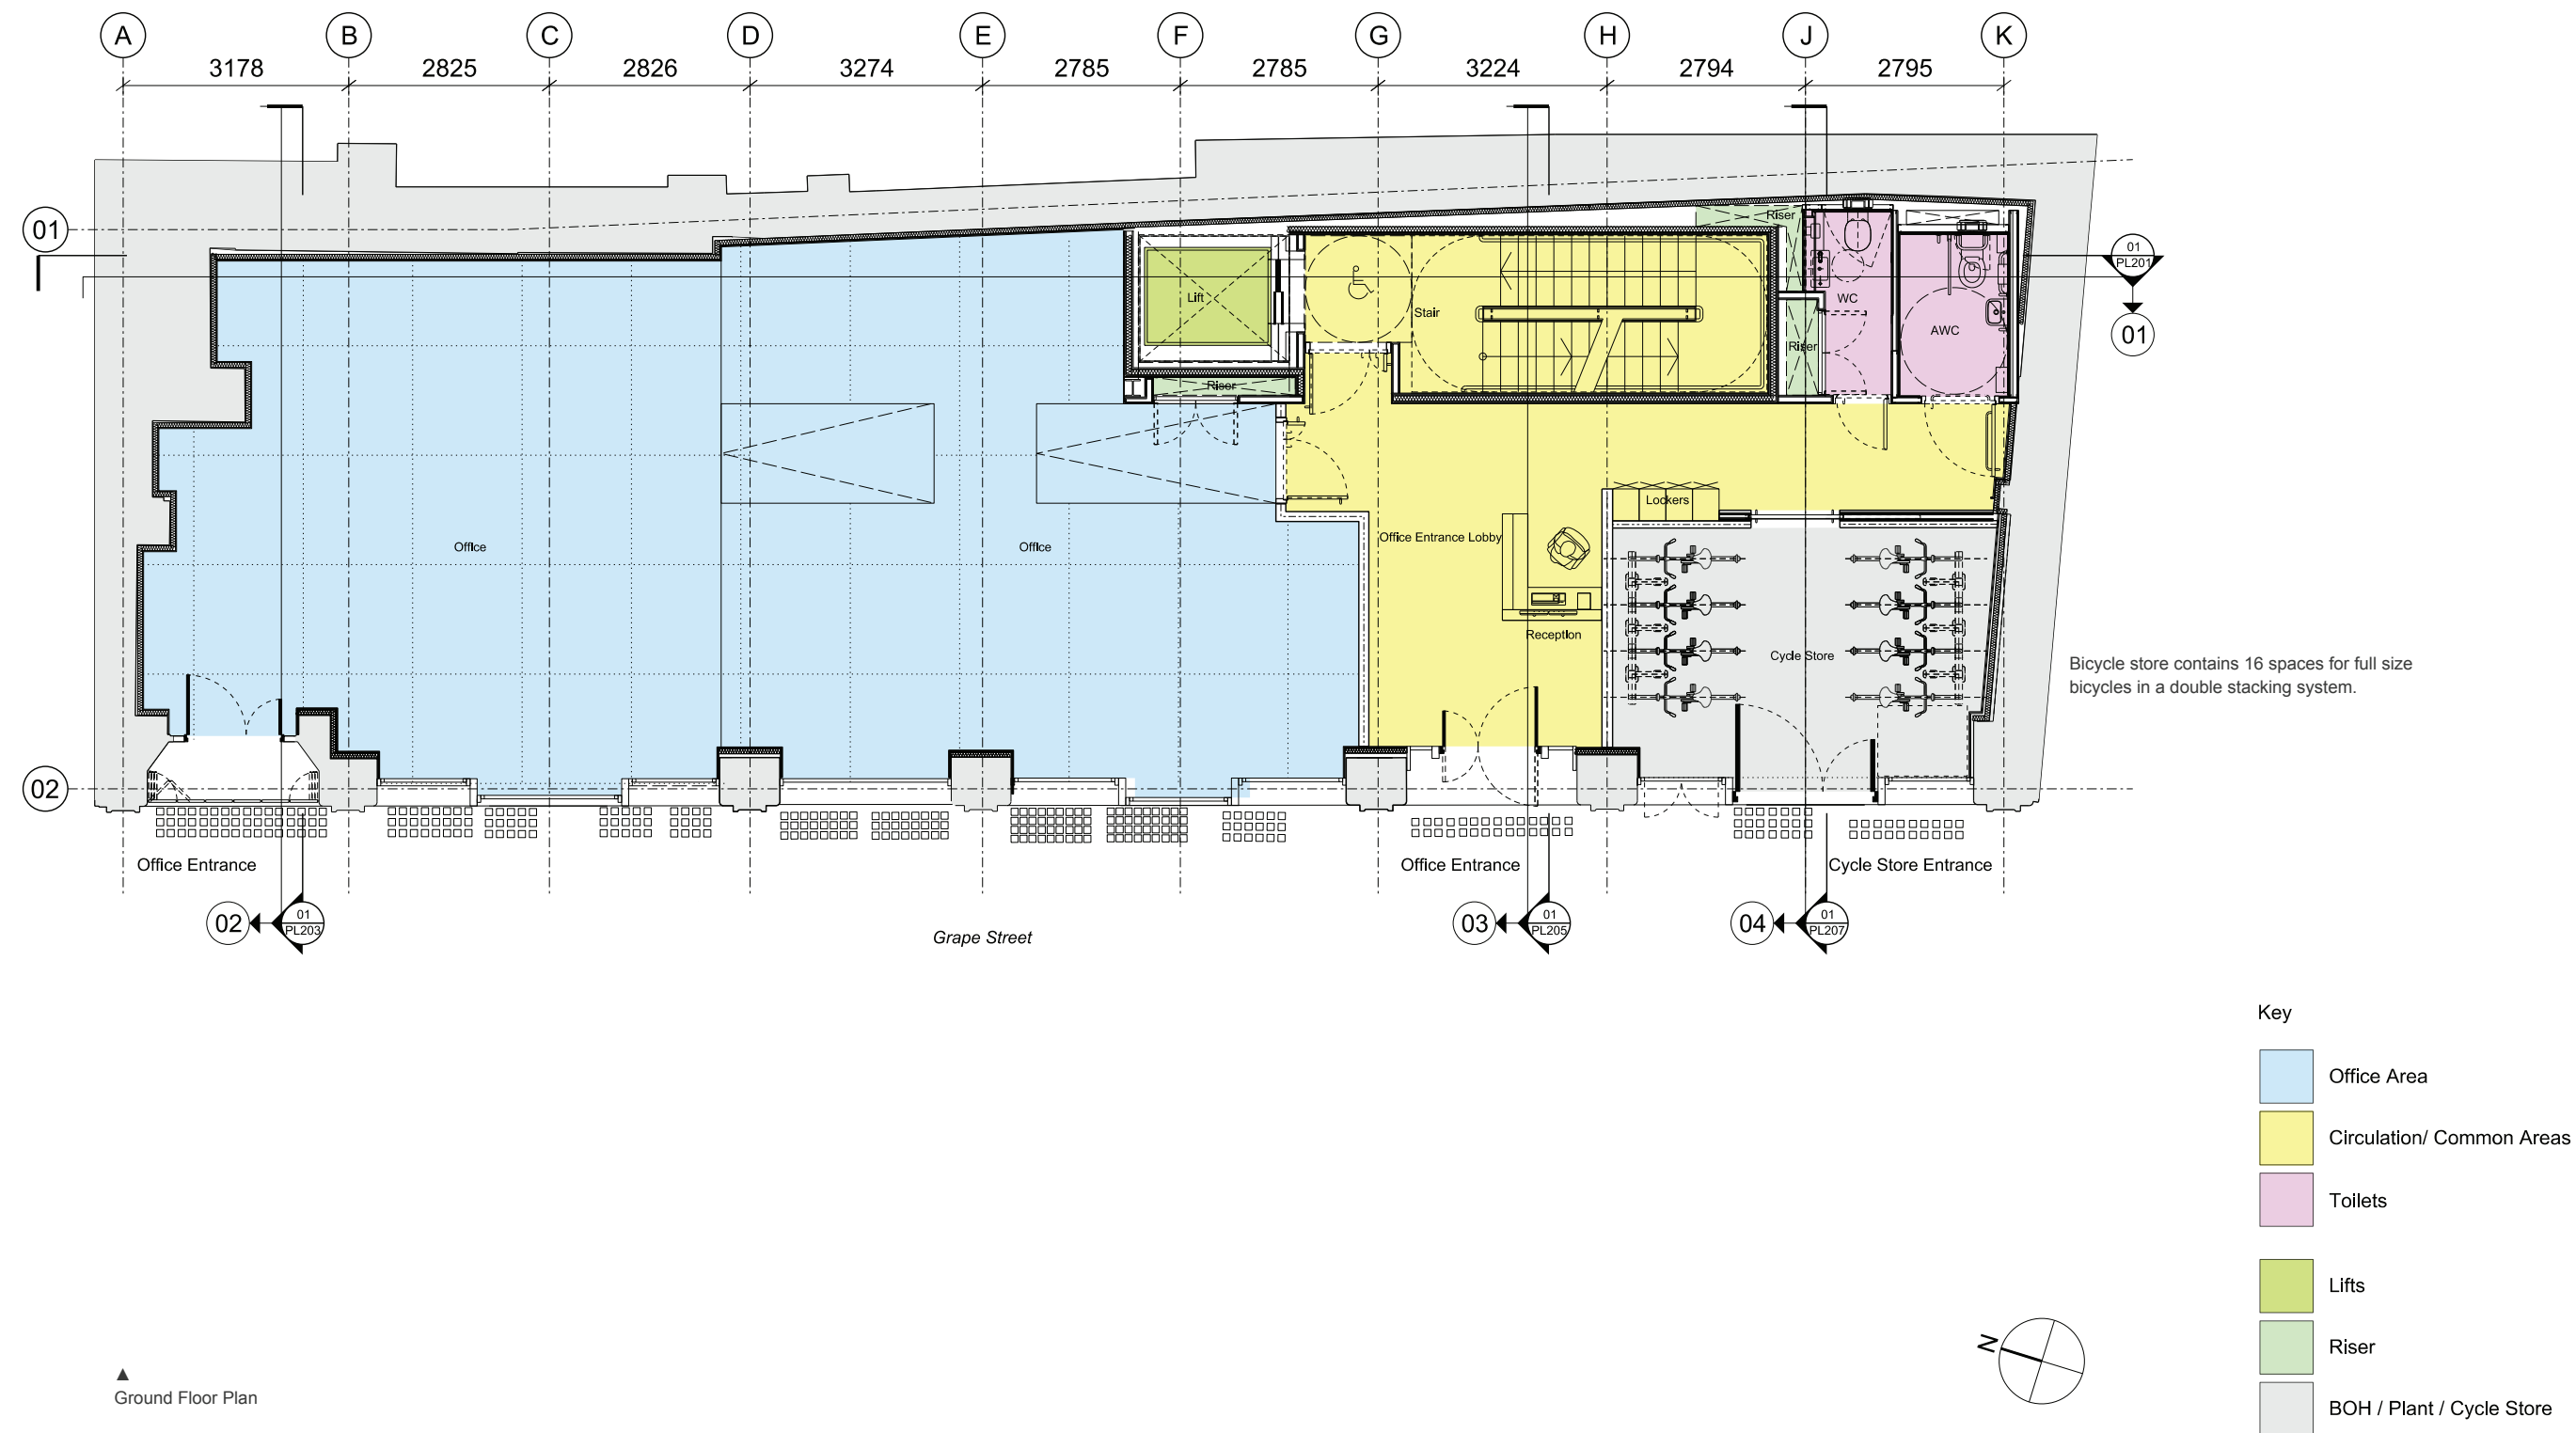 A B C D E F G H J K
3178 2825 2826 3274 2785 2785 3224 2794 2795
01
Riser
01
PL201
Lift
WC
Stair
AWC
01
Riser
Riser
Lockers
Office Entrance Lobby
Office
Office
Reception
Cycle Store
Bicycle store contains 16 spaces for full size
bicycles in a double stacking system.
02
Office Entrance
Office Entrance
Cycle Store Entrance
02
01
PL203
03
01
PL205
04
01
PL207
Grape Street
Key
Office Area
Circulation/ Common Areas
Toilets
Lifts
Riser
BOH / Plant / Cycle Store
N
Ground Floor Plan